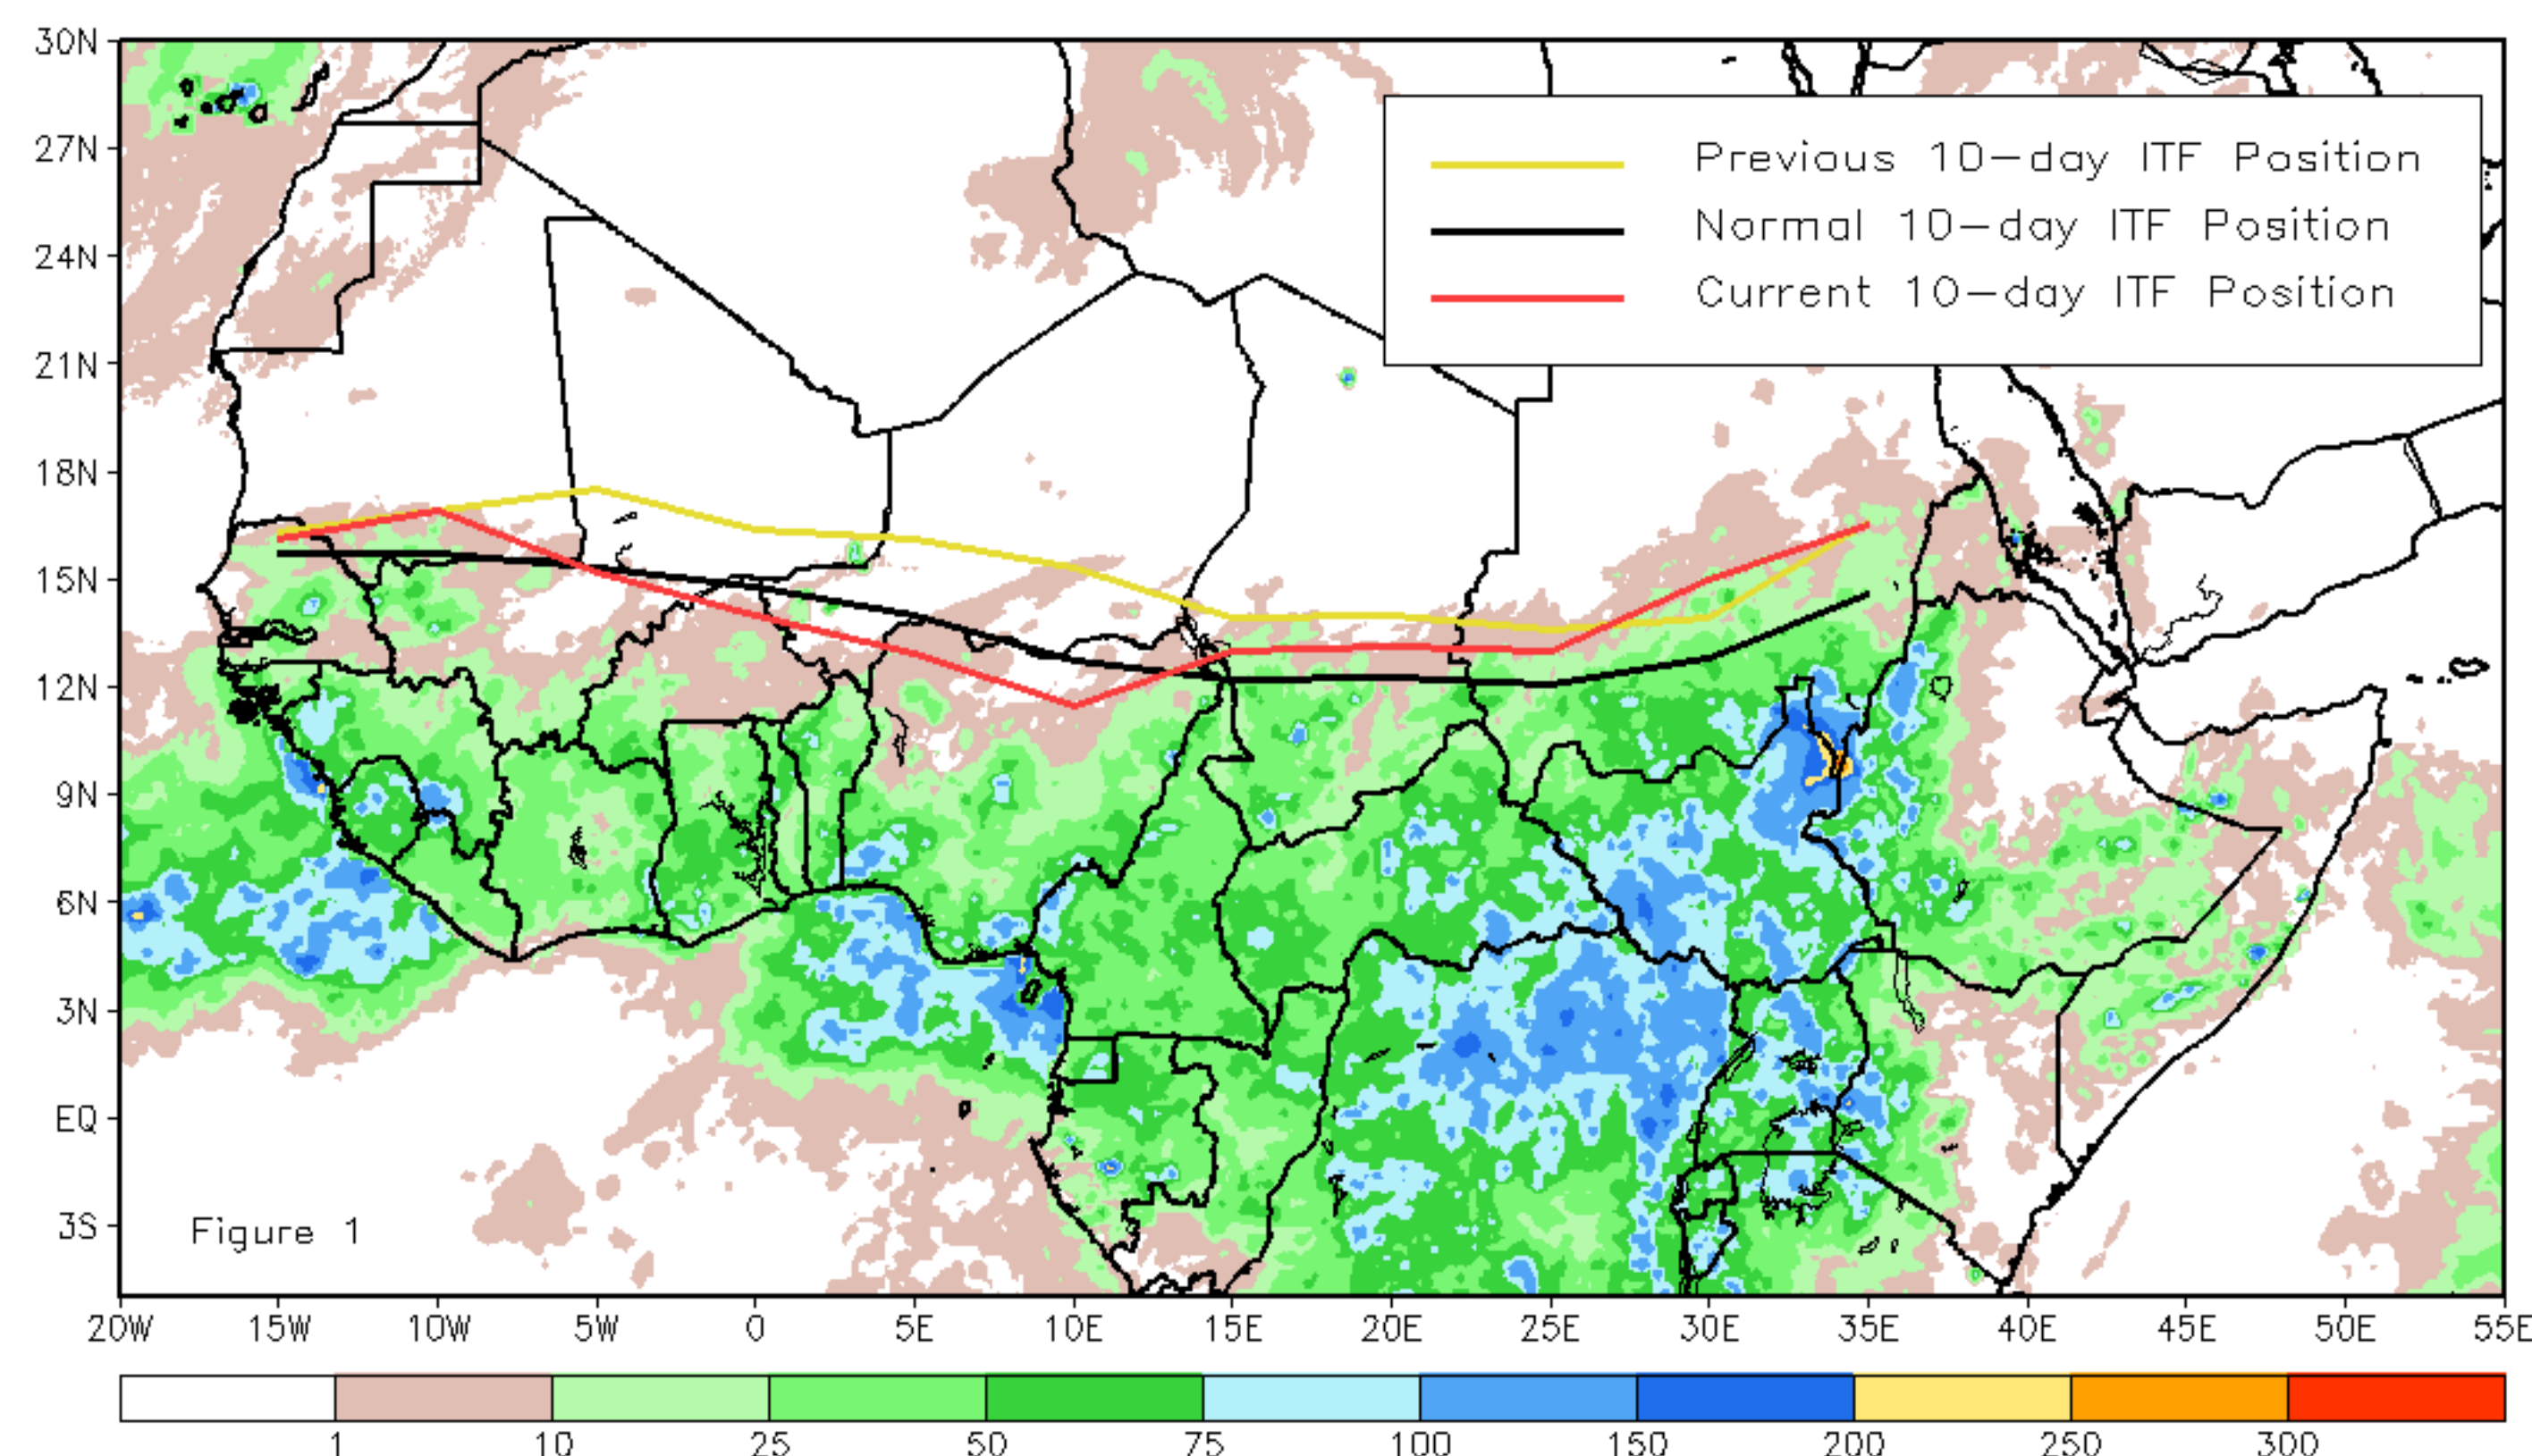 30N
27N
24N
21N
18N
15N
12N
9N
6N
3N
EQ
3S
Previous 10-day ITF Position
Normal 10-day ITF Position
Current 10-day ITF Position
Figure 1
20W 15W 10W 5W 0 5E 10E 15E 20E 25E 30E 35E 40E 45E 50E 55E
1 10 25 50 75 100 150 200 250 300